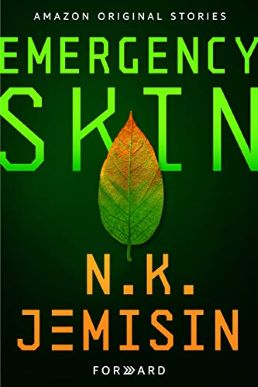 AMAZON ORIGINAL STORIES
EMERGENCY
SKIN
N.K.
JEMISIN
FORWARD